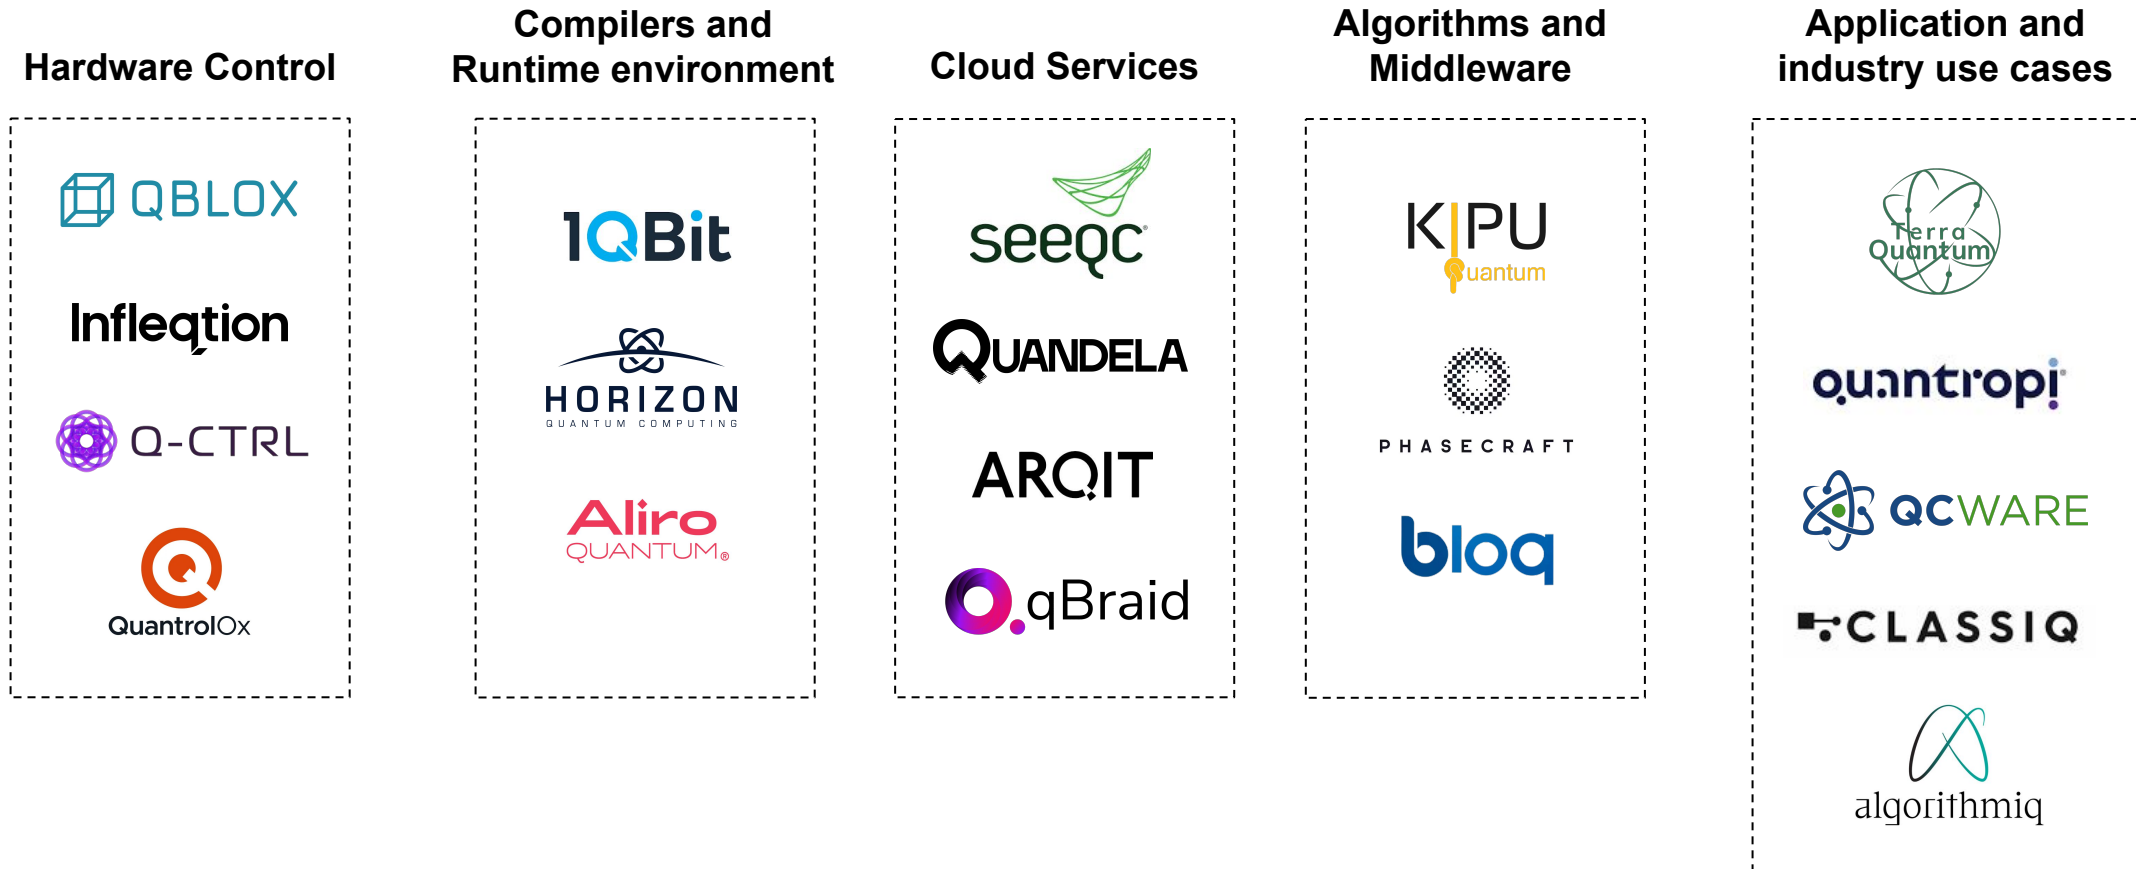 Hardware Control
QBLOX
Infleqtion
Q-CTRL
QuantrolOx
Compilers and
Runtime environment
1QBit
HORIZON
QUANTUM COMPUTING
Aliro
QUANTUM®
Cloud Services
seeqc®
QUANDELA
ARQIT
qBraid
Algorithms and
Middleware
KIPU
Quantum
PHASECRAFT
bloq
Application and
industry use cases
Terra
Quantum
quantropi
QCWARE
CLASSIQ
algorithmiq